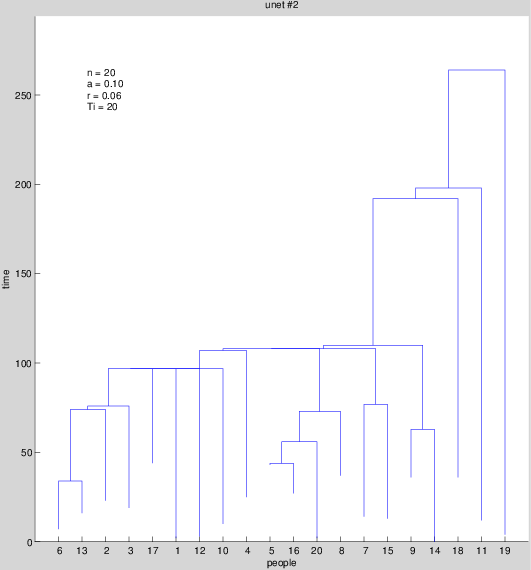 unet #2
n = 20
a = 0.10
r = 0.06
Ti = 20
250
200
150
100
50
0
time
6 13 2 3 17 1 12 10 4 5 16 20 8 7 15 9 14 18 11 19
people